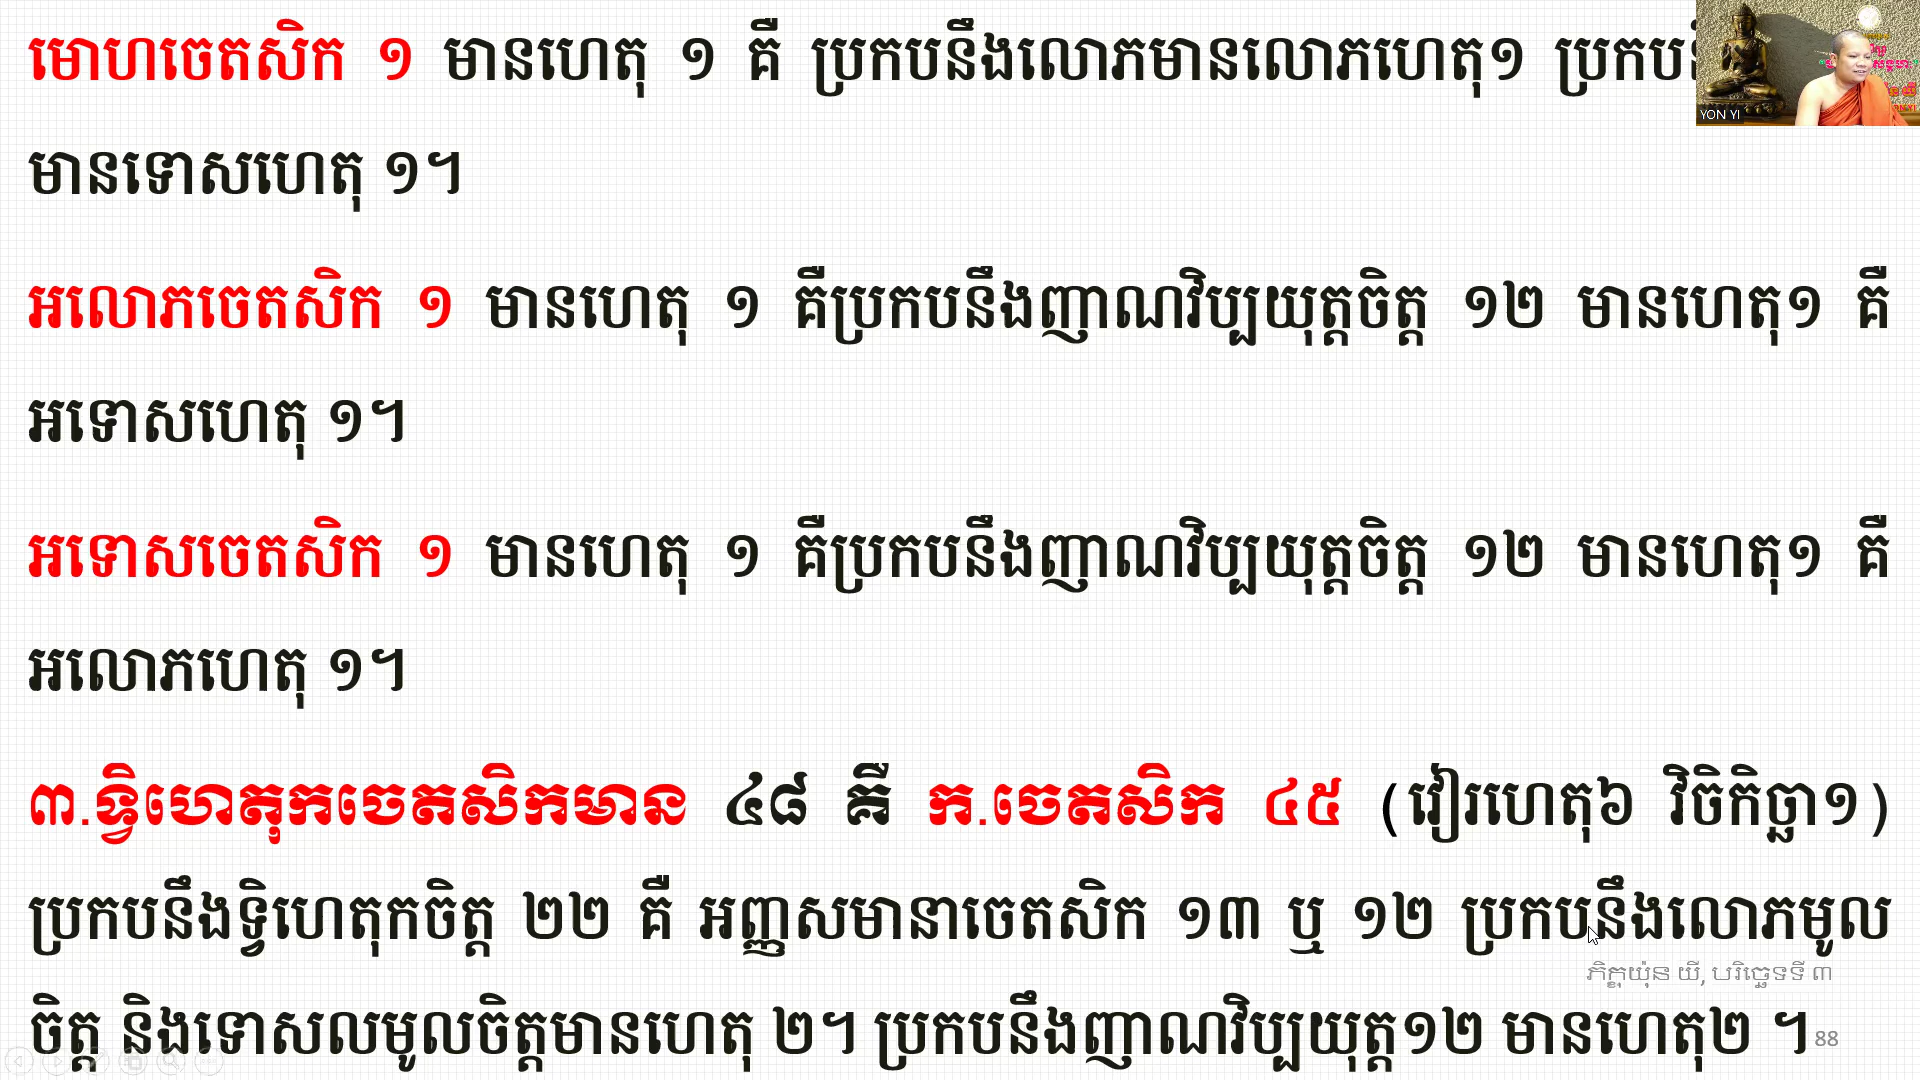 មោហចេតសិក ១ មានហេតុ ១ គឺ ប្រកបនឹងលោភមានលោភហេតុ១
YON YI
មានទោសហេតុ ១។
អលោភចេតសិក ១ មានហេតុ ១ គឺប្រកបនឹងញាណវិប្បយុត្តចិត្ត ១២ មានហេតុ១ គឺ
អទោសហេតុ ១។
អទោសចេតសិក ១ មានហេតុ ១ គឺប្រកបនឹងញាណវិប្បយុត្តចិត្ត ១២ មានហេតុ១ គឺ
អលោភហេតុ ១។
៣.ទ្វិហេតុកចេតសិកមាន ៤៨ គឺ ក.ចេតសិក ៤៥ (វៀរហេតុ៦ វិចិកិច្ឆា១)
ប្រកបនឹងទ្វិហេតុកចិត្ត ២២ គឺ អញ្ញសមានាចេតសិក ១៣ ឬ ១២ ប្រកបនឹងលោភមូល
ភិក្ខុយ៉ុន យី, បរិច្ឆេទទី ៣
ចិត្ត និងទោសលមូលចិត្តមានហេតុ ២។ ប្រកបនឹងញាណវិប្បយុត្ត១២ មានហេតុ២ ។
88